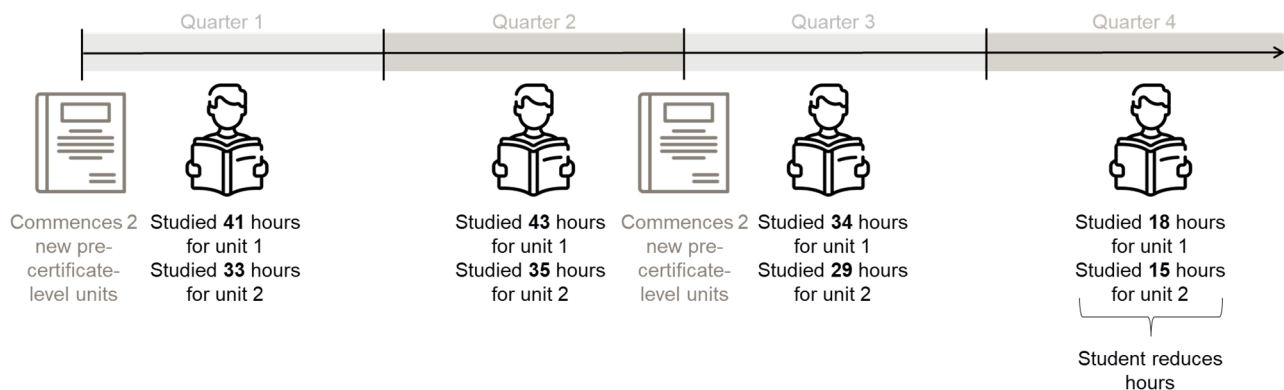 Quarter 1
Quarter 2
Quarter 3
Quarter 4
Commences 2
new pre-
certificate-
level units
Studied 41 hours
for unit 1
Studied 33 hours
for unit 2
Studied 43 hours
for unit 1
Studied 35 hours
for unit 2
Commences 2
new pre-
certificate-
level units
Studied 34 hours
for unit 1
Studied 29 hours
for unit 2
Studied 18 hours
for unit 1
Studied 15 hours
for unit 2
Student reduces
hours